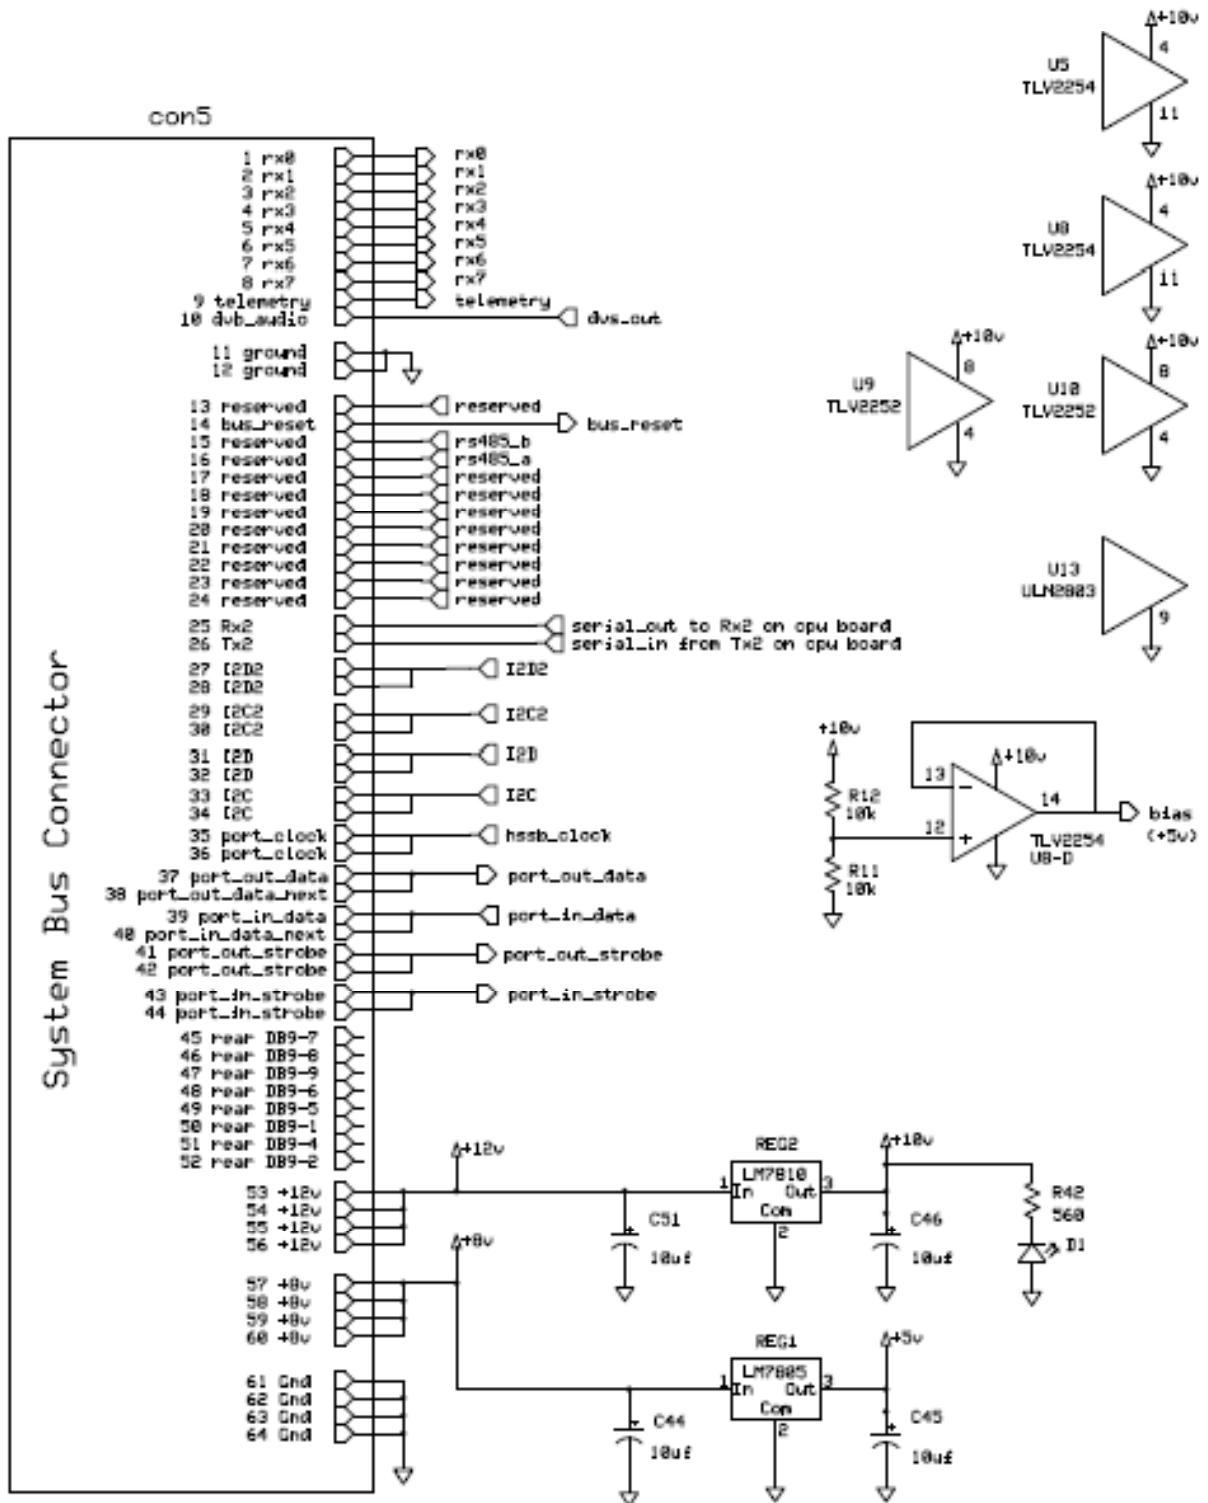 con5
System Bus Connector
1 rx0 rx0
2 rx1 rx1
3 rx2 rx2
4 rx3 rx3
5 rx4 rx4
6 rx5 rx5
7 rx6 rx6
8 rx7 rx7
9 telemetry telemetry
10 dvb_audio dvs_out
11 ground
12 ground
13 reserved reserved
14 bus_reset bus_reset
15 reserved rs485_b
16 reserved rs485_a
17 reserved reserved
18 reserved reserved
19 reserved reserved
20 reserved reserved
21 reserved reserved
22 reserved reserved
23 reserved reserved
24 reserved reserved
25 Rx2 serial_out to Rx2 on cpu board
26 Tx2 serial_in from Tx2 on cpu board
27 I2D2 I2D2
28 I2D2
29 I2C2 I2C2
30 I2C2
31 I2D I2D
32 I2D
33 I2C I2C
34 I2C
35 port_clock hssb_clock
36 port_clock
37 port_out_data port_out_data
38 port_out_data_next
39 port_in_data port_in_data
40 port_in_data_next
41 port_out_strobe port_out_strobe
42 port_out_strobe
43 port_in_strobe port_in_strobe
44 port_in_strobe
45 rear DB9-7
46 rear DB9-8
47 rear DB9-9
48 rear DB9-6
49 rear DB9-5
50 rear DB9-1
51 rear DB9-4
52 rear DB9-2
53 +12v
54 +12v
55 +12v
56 +12v
57 +8v
58 +8v
59 +8v
60 +8v
61 Gnd
62 Gnd
63 Gnd
64 Gnd
+10v
4
U5
TLV2254
11
+10v
4
U8
TLV2254
11
+10v
8
U9
TLV2252
4
+10v
8
U10
TLV2252
4
U13
ULN2803
9
+10v
R12
10k
R11
10k
13
12
+10v
-
+
14
TLV2254
U8-D
bias
(+5v)
+12v
C51
10uf
REG2
LM7810
1 In Out 3
Com
2
+10v
C46
10uf
R42
560
D1
+8v
C44
10uf
REG1
LM7805
1 In Out 3
Com
2
+5v
C45
10uf